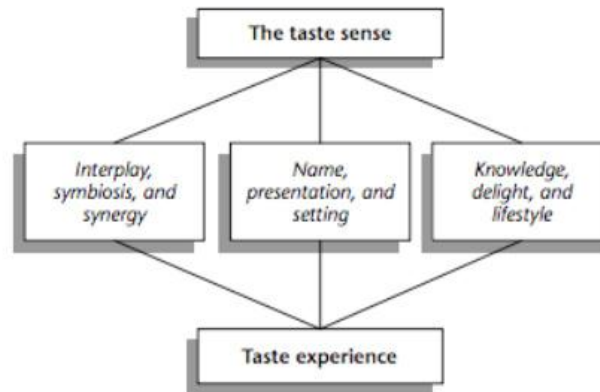 The taste sense
Interplay,
symbiosis, and
synergy
Name,
presentation, and
setting
Knowledge,
delight, and
lifestyle
Taste experience